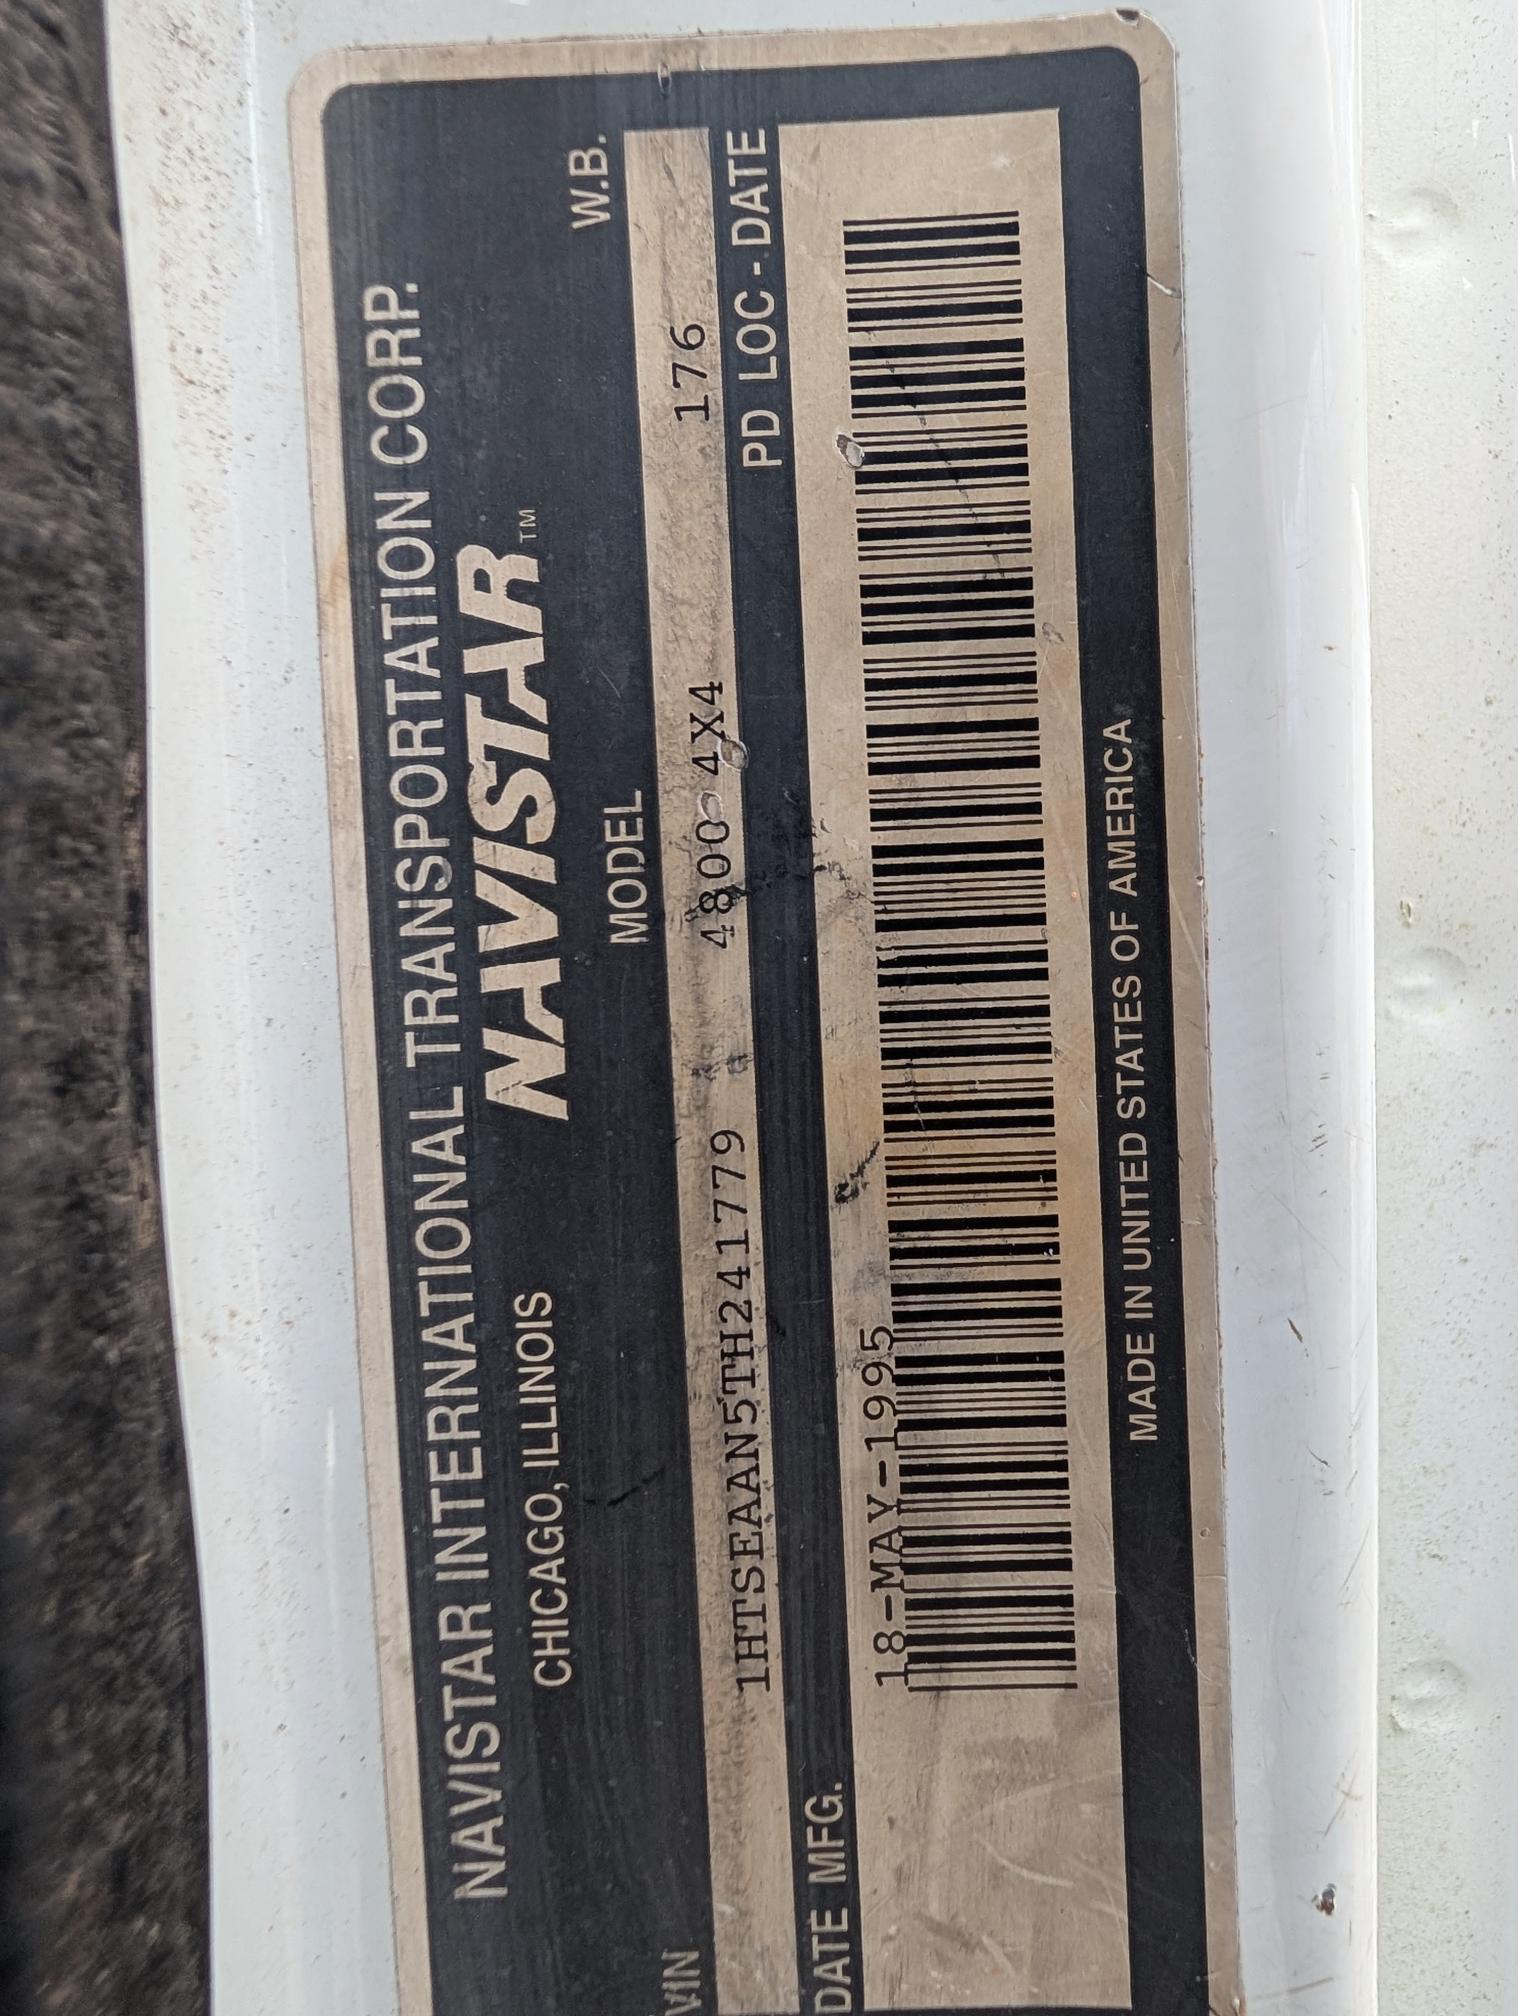 NAVISTAR INTERNATIONAL TRANSPORTATION CORP.
CHICAGO, ILLINOIS
NAVISTAR™
VIN MODEL W.B.
1HTSEAAN5TH241779 4800 4X4 176
DATE MFG. PD LOC - DATE
18-MAY-1995
MADE IN UNITED STATES OF AMERICA